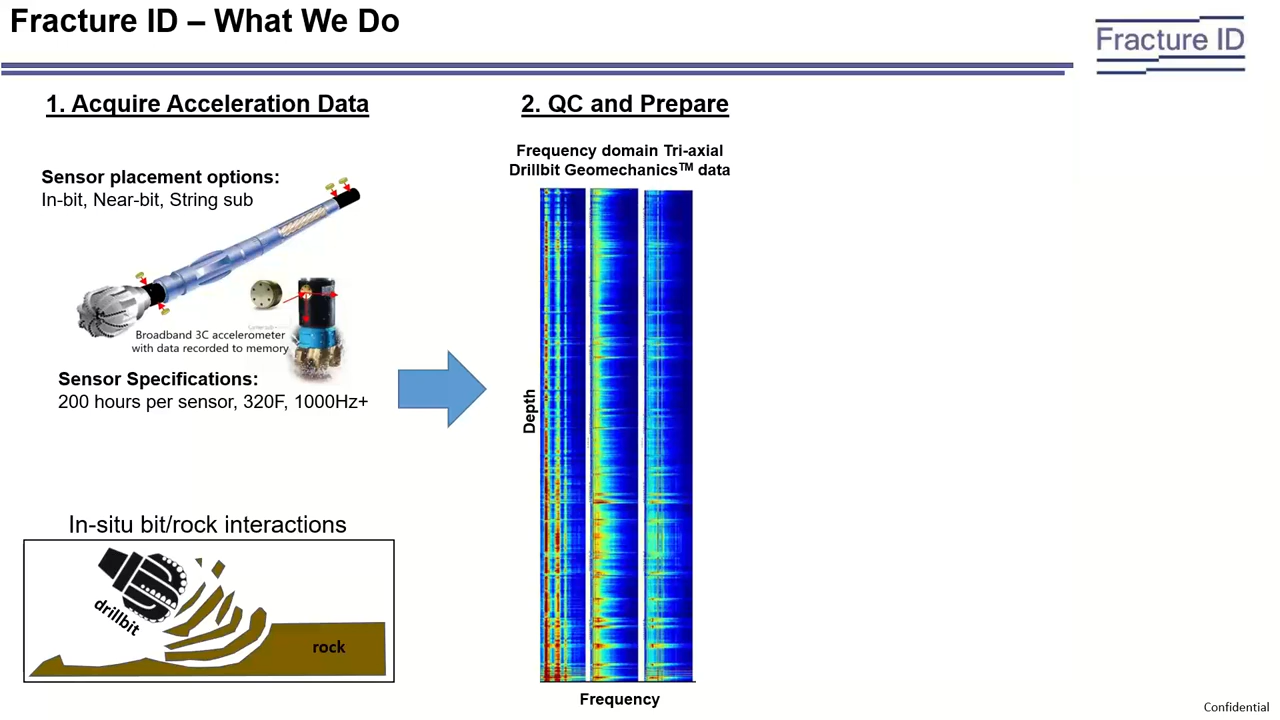 Fracture ID – What We Do
Fracture ID
1. Acquire Acceleration Data
Sensor placement options:
In-bit, Near-bit, String sub
Broadband 3C accelerometer
with data recorded to memory
Sensor Specifications:
200 hours per sensor, 320F, 1000Hz+
In-situ bit/rock interactions
drillbit
rock
2. QC and Prepare
Frequency domain Tri-axial
Drillbit Geomechanics™ data
Depth
Frequency
Confidential